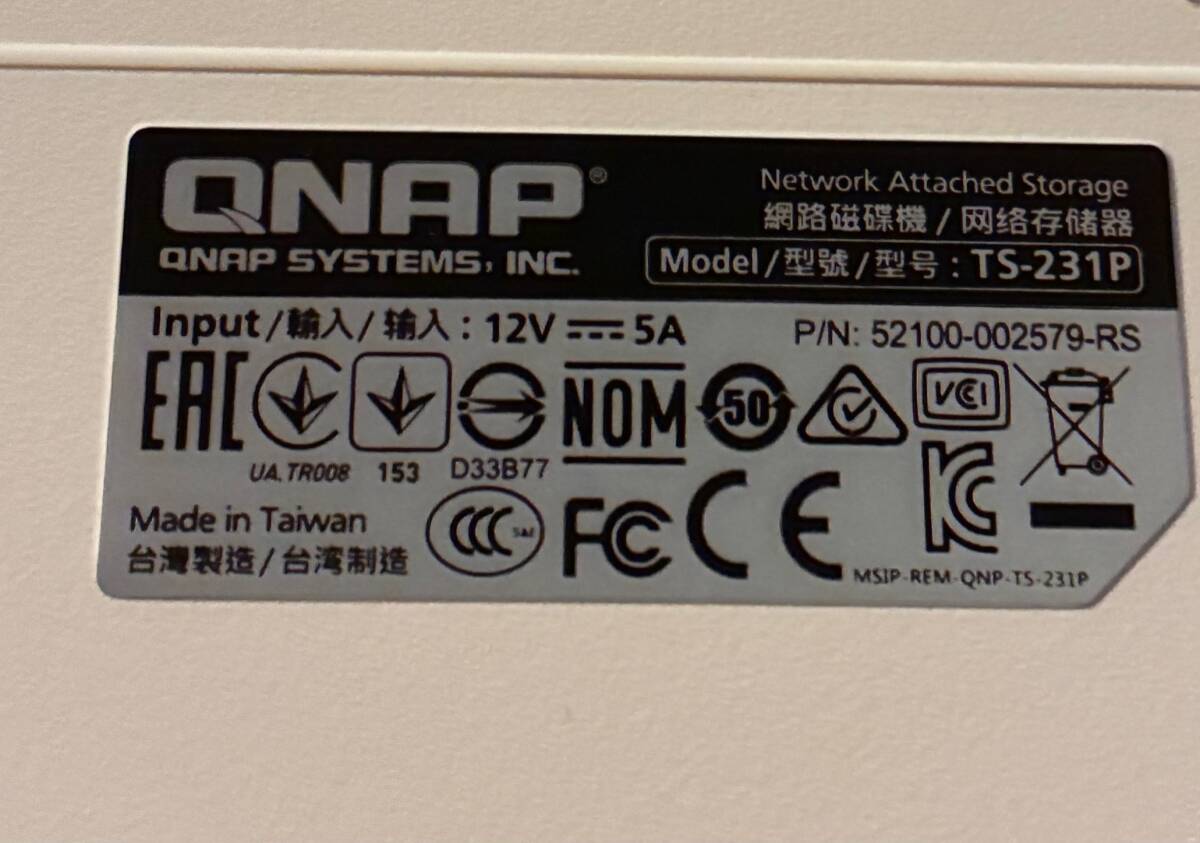 QNAP®
QNAP SYSTEMS, INC.
Network Attached Storage
網路磁碟機 / 网络存储器
Model / 型號 / 型号 : TS-231P
Input / 輸入 / 输入 : 12V ⎓ 5A
P/N: 52100-002579-RS
EAC
NOM
50
VCI
UA.TR008
153
D33B77
Made in Taiwan
台灣製造 / 台湾制造
CCC
S&E
FC
CE
KC
MSIP-REM-QNP-TS-231P